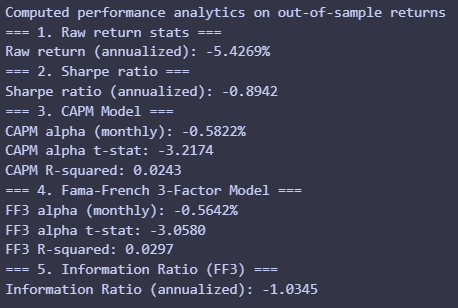 Computed performance analytics on out-of-sample returns
=== 1. Raw return stats ===
Raw return (annualized): -5.4269%
=== 2. Sharpe ratio ===
Sharpe ratio (annualized): -0.8942
=== 3. CAPM Model ===
CAPM alpha (monthly): -0.5822%
CAPM alpha t-stat: -3.2174
CAPM R-squared: 0.0243
=== 4. Fama-French 3-Factor Model ===
FF3 alpha (monthly): -0.5642%
FF3 alpha t-stat: -3.0580
FF3 R-squared: 0.0297
=== 5. Information Ratio (FF3) ===
Information Ratio (annualized): -1.0345